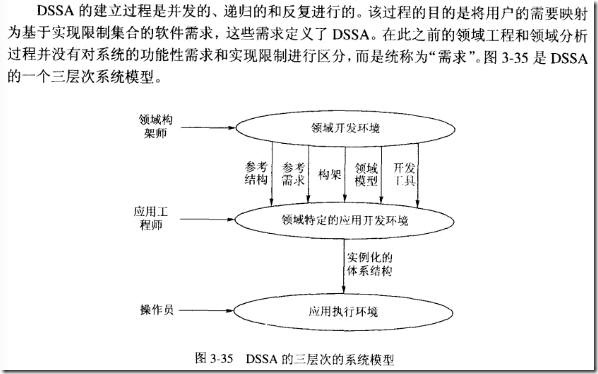 DSSA 的建立过程是并发的、递归的和反复进行的。该过程的目的是将用户的需要映射
为基于实现限制集合的软件需求，这些需求定义了 DSSA。在此之前的领域工程和领域分析
过程并没有对系统的功能性需求和实现限制进行区分，而是统称为“需求”。图 3-35 是 DSSA
的一个三层次系统模型。
领域构
架师
领域开发环境
参考
结构
参考
需求
构架
领域
模型
开发
工具
应用工
程师
领域特定的应用开发环境
实例化的
体系结构
操作员
应用执行环境
图 3-35 DSSA 的三层次的系统模型